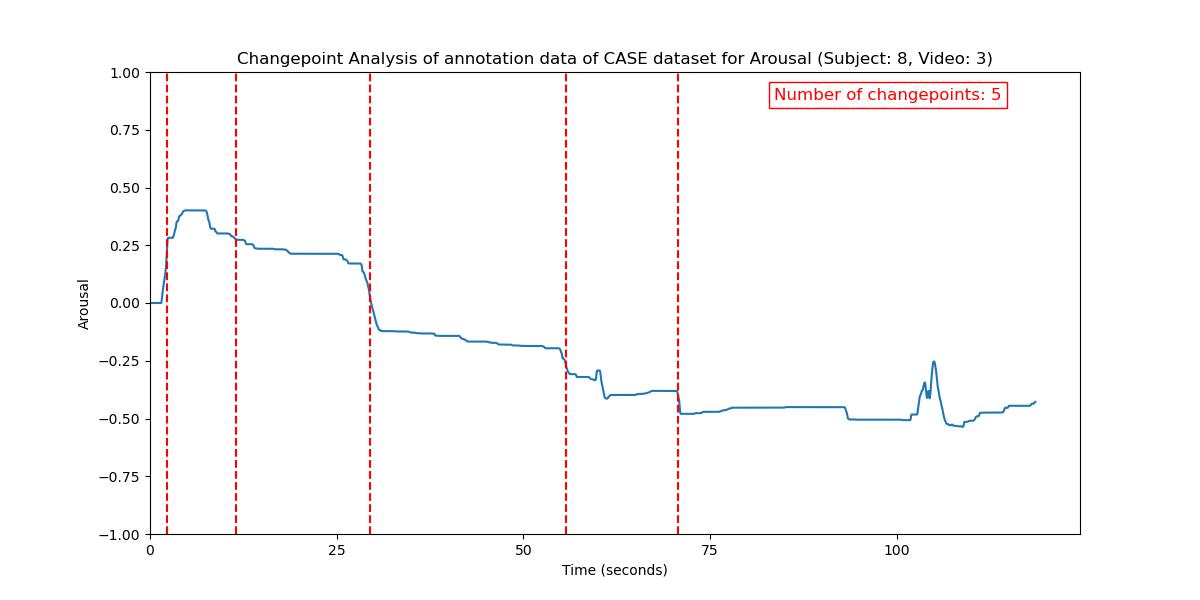 Changepoint Analysis of annotation data of CASE dataset for Arousal (Subject: 8, Video: 3)
Number of changepoints: 5
1.00
0.75
0.50
0.25
0.00
−0.25
−0.50
−0.75
−1.00
Arousal
0 25 50 75 100
Time (seconds)